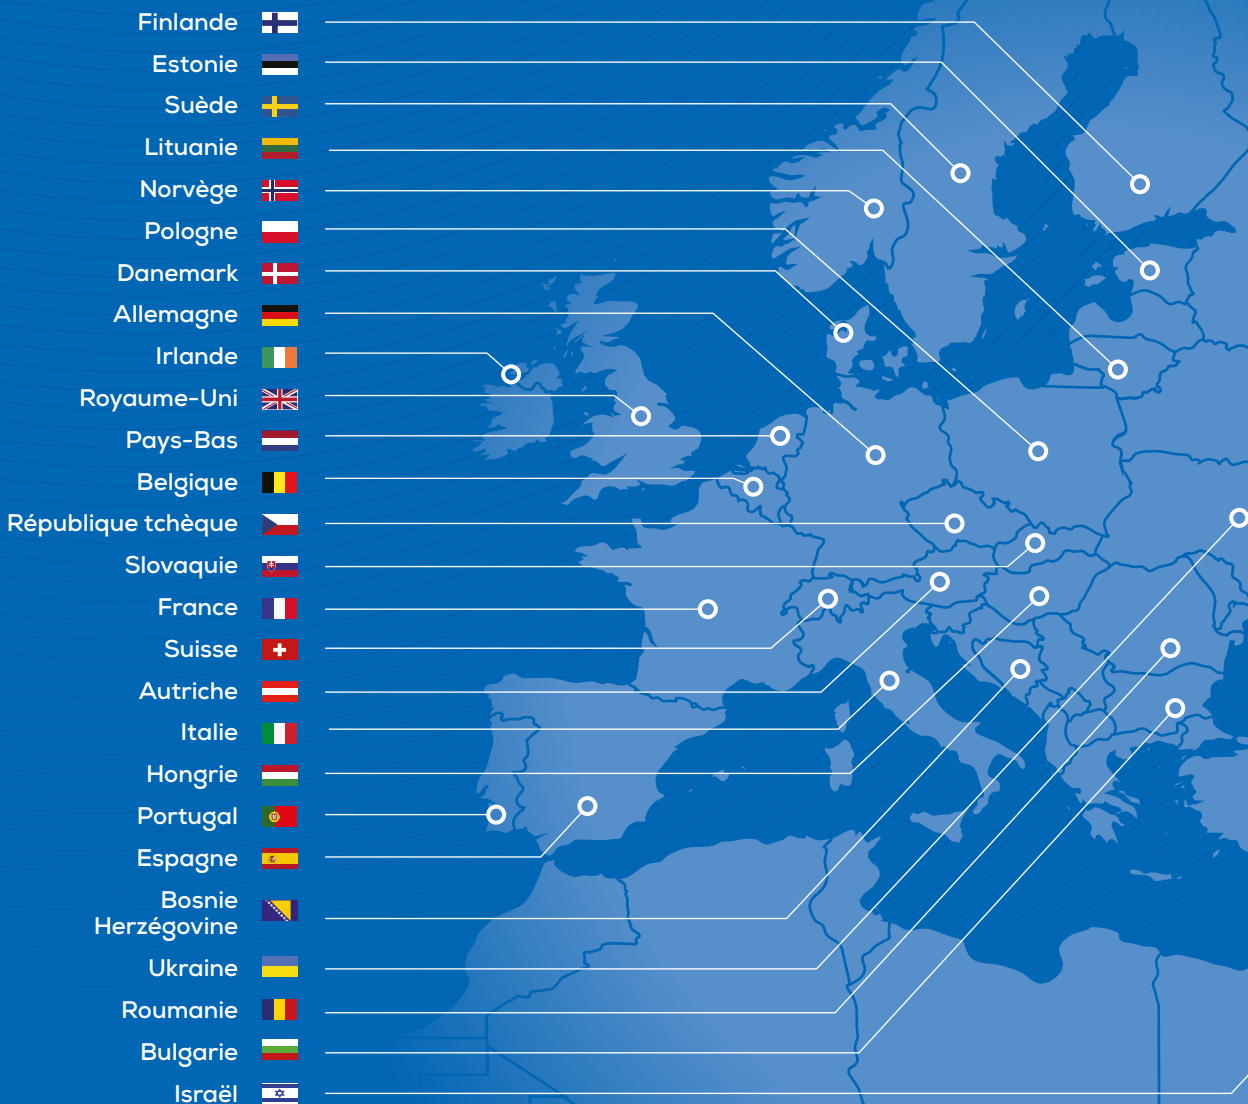 Finlande
Estonie
Suède
Lituanie
Norvège
Pologne
Danemark
Allemagne
Irlande
Royaume-Uni
Pays-Bas
Belgique
République tchèque
Slovaquie
France
Suisse
Autriche
Italie
Hongrie
Portugal
Espagne
Bosnie
Herzégovine
Ukraine
Roumanie
Bulgarie
Israël